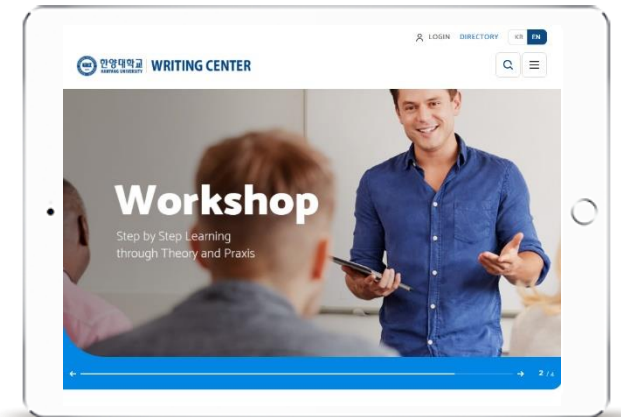 LOGIN DIRECTORY KR EN
한양대학교 WRITING CENTER
HANYANG UNIVERSITY
Workshop
Step by Step Learning
through Theory and Praxis
2 / 4